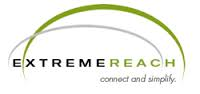 EXTREMEREACH
connect and simplify.